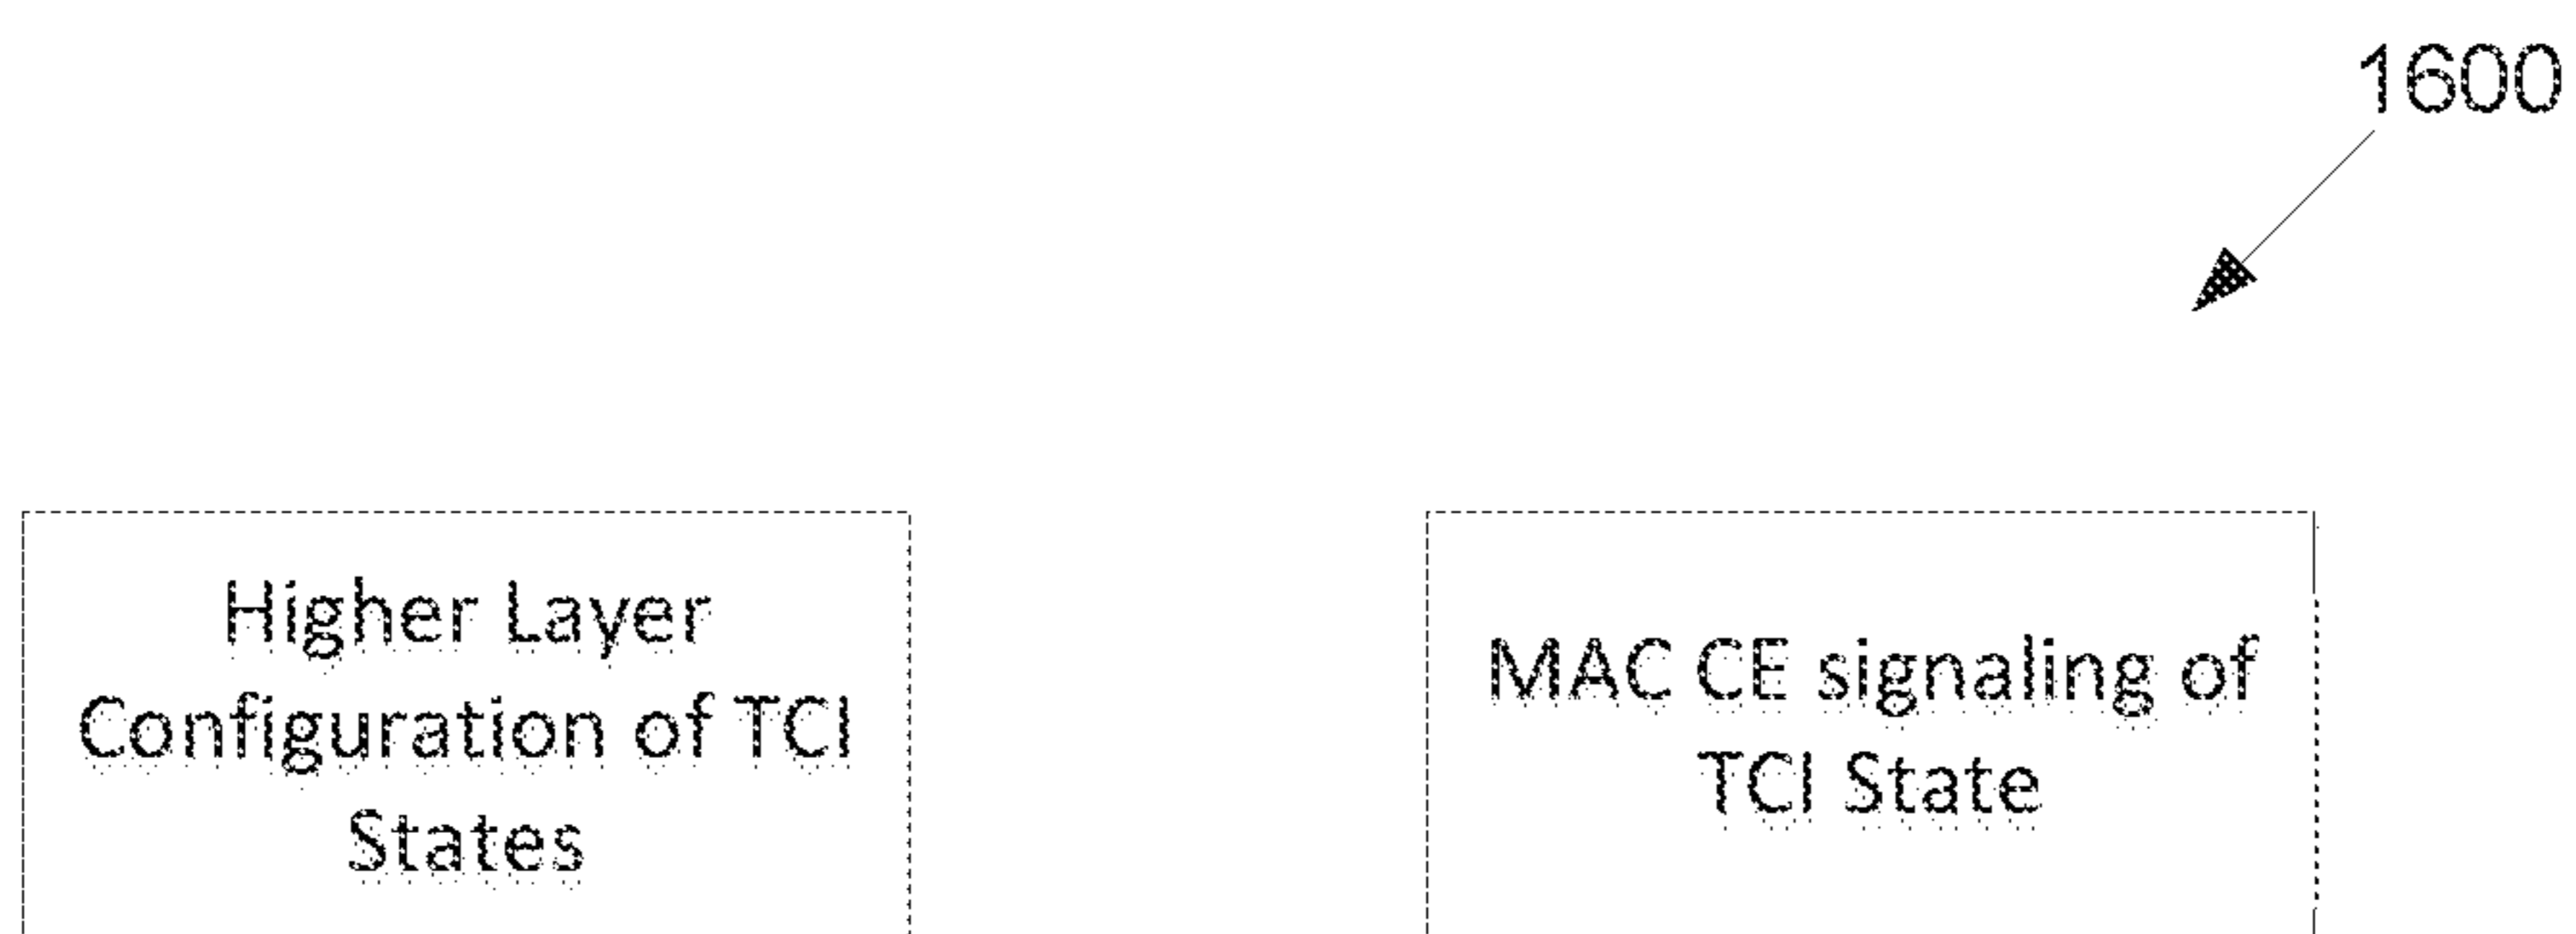 1600
Higher Layer
Configuration of TCI
States
MAC CE signaling of
TCI State